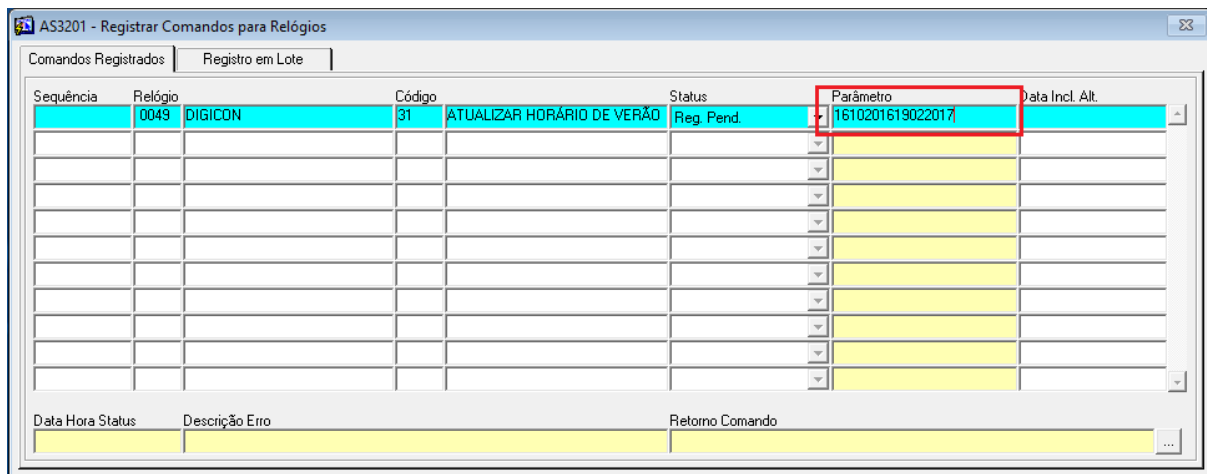 AS3201 - Registrar Comandos para Relógios
Comandos Registrados Registro em Lote
Sequência Relógio Código Status Parâmetro Data Incl. Alt.
0049 DIGICON 31 ATUALIZAR HORÁRIO DE VERÃO Reg. Pend. 1610201619022017
Data Hora Status Descrição Erro Retorno Comando
...